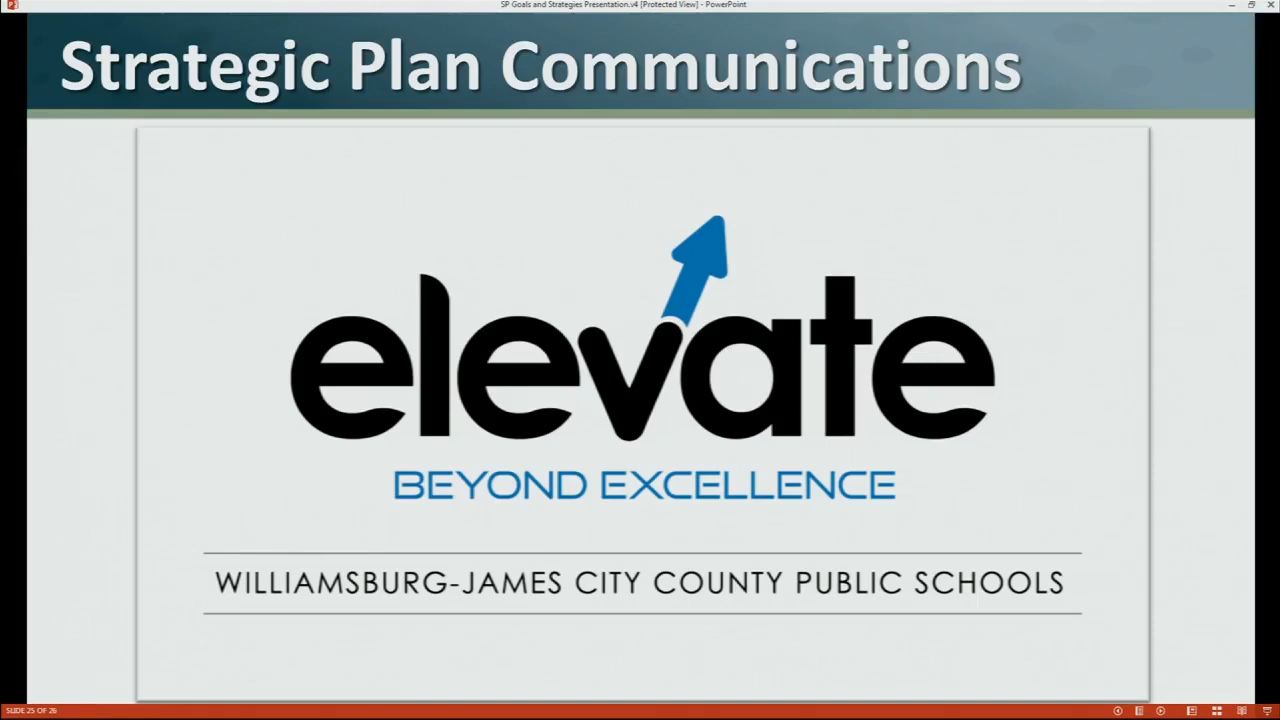 SP Goals and Strategies Presentation.v4 [Protected View] - PowerPoint
Strategic Plan Communications
elevate
BEYOND EXCELLENCE
WILLIAMSBURG-JAMES CITY COUNTY PUBLIC SCHOOLS
SLIDE 25 OF 26